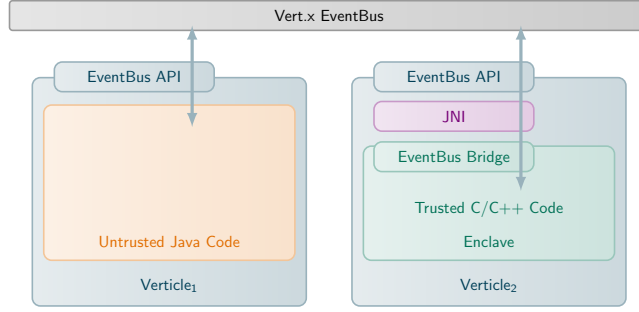 Vert.x EventBus
EventBus API
Untrusted Java Code
Verticle₁
EventBus API
JNI
EventBus Bridge
Trusted C/C++ Code
Enclave
Verticle₂